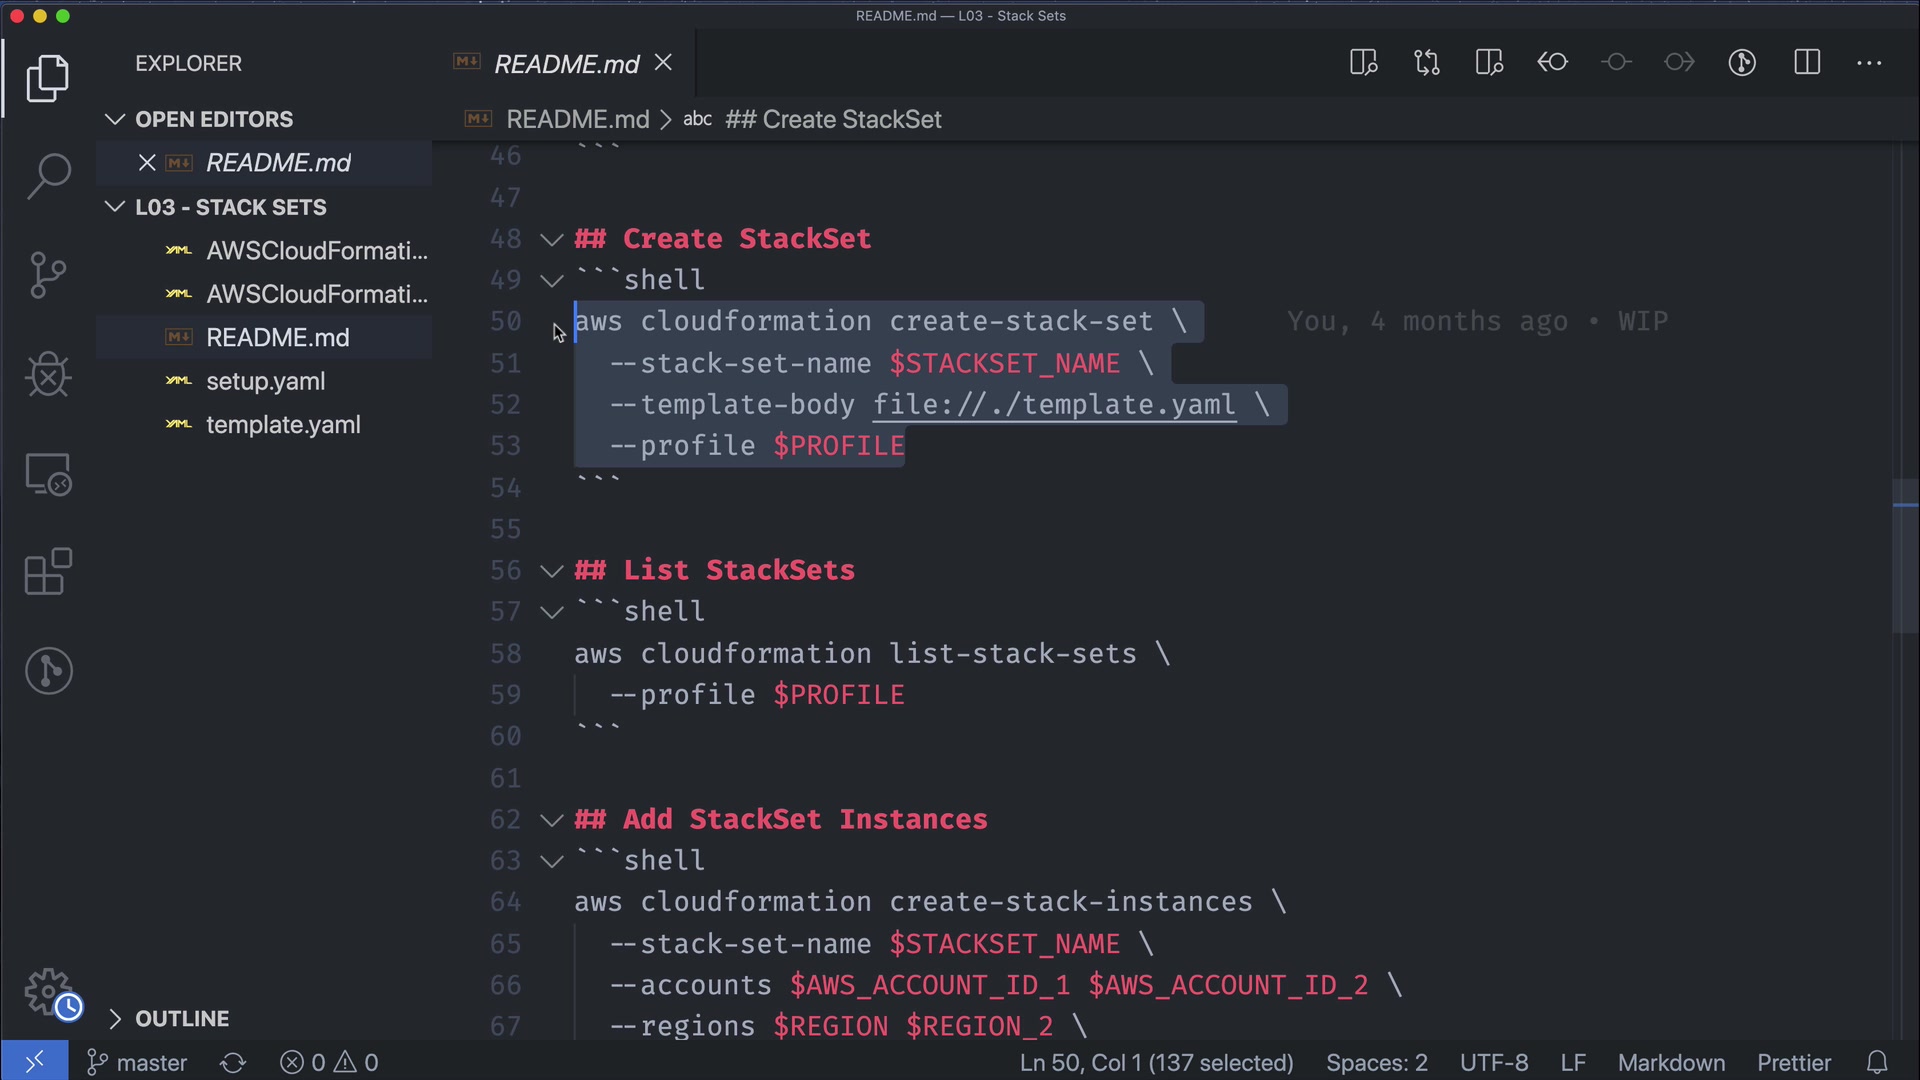 README.md — L03 - Stack Sets
EXPLORER
README.md
OPEN EDITORS
README.md > abc ## Create StackSet
README.md
L03 - STACK SETS
AWSCloudFormati...
AWSCloudFormati...
README.md
setup.yaml
template.yaml
46 ```
47
48 ## Create StackSet
49 ```shell
50 aws cloudformation create-stack-set \ You, 4 months ago • WIP
51 --stack-set-name $STACKSET_NAME \
52 --template-body file://./template.yaml \
53 --profile $PROFILE
54 ```
55
56 ## List StackSets
57 ```shell
58 aws cloudformation list-stack-sets \
59 --profile $PROFILE
60 ```
61
62 ## Add StackSet Instances
63 ```shell
64 aws cloudformation create-stack-instances \
65 --stack-set-name $STACKSET_NAME \
66 --accounts $AWS_ACCOUNT_ID_1 $AWS_ACCOUNT_ID_2 \
67 --regions $REGION $REGION_2 \
OUTLINE
master 0 0 Ln 50, Col 1 (137 selected) Spaces: 2 UTF-8 LF Markdown Prettier